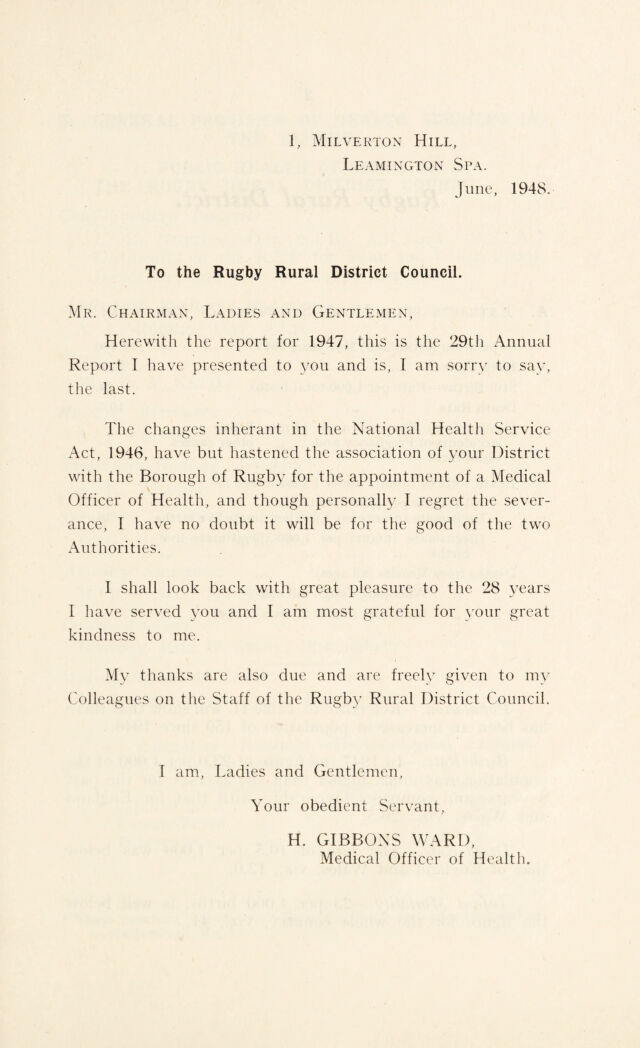 1, Milverton Hill,
Leamington Spa.
June, 1948.
To the Rugby Rural District Council.
Mr. Chairman, Ladies and Gentlemen,
Herewith the report for 1947, this is the 29th Annual
Report I have presented to you and is, I am sorry to say,
the last.
The changes inherant in the National Health Service
Act, 1946, have but hastened the association of your District
with the Borough of Rugby for the appointment of a Medical
Officer of Health, and though personally I regret the sever-
ance, I have no doubt it will be for the good of the two
Authorities.
I shall look back with great pleasure to the 28 years
I have served you and I am most grateful for your great
kindness to me.
My thanks are also due and are freely given to my
Colleagues on the Staff of the Rugby Rural District Council.
I am, Ladies and Gentlemen,
Your obedient Servant,
H. GIBBONS WARD,
Medical Officer of Health.